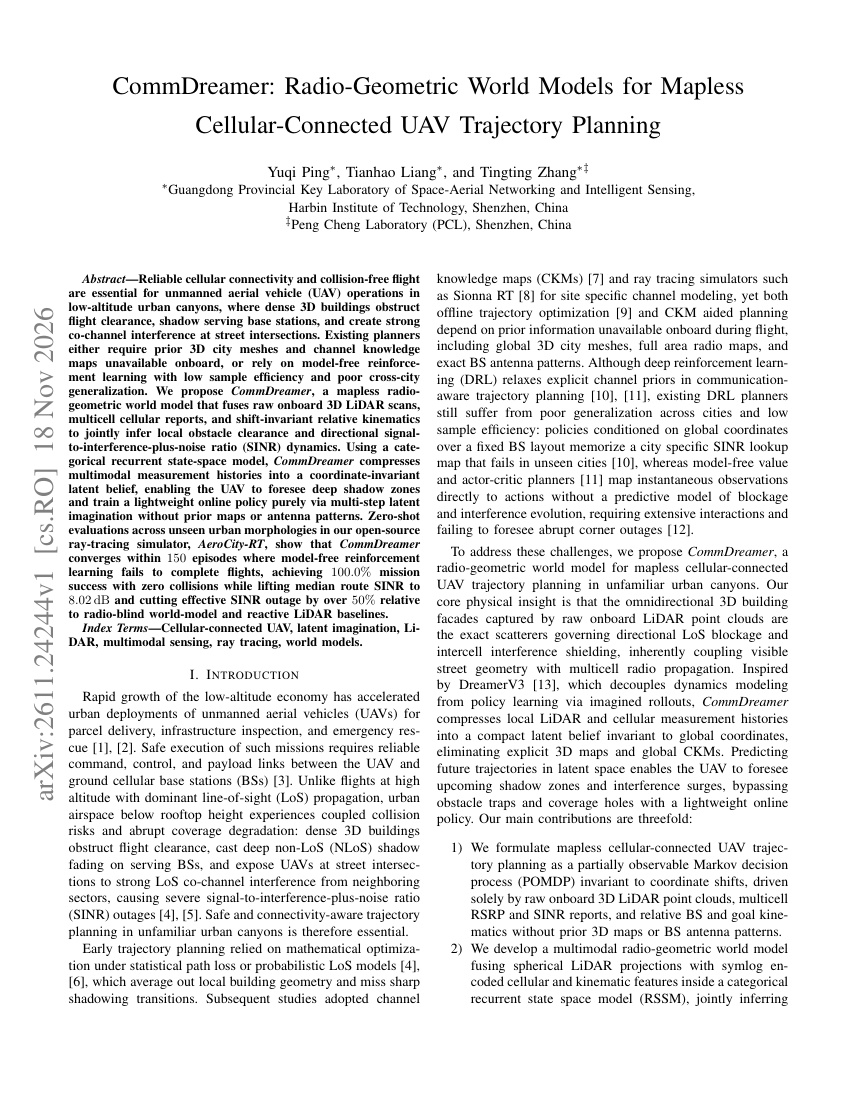 CommDreamer: Radio-Geometric World Models for Mapless
Cellular-Connected UAV Trajectory Planning
Yuqi Ping*, Tianhao Liang*, and Tingting Zhang*‡
*Guangdong Provincial Key Laboratory of Space-Aerial Networking and Intelligent Sensing,
Harbin Institute of Technology, Shenzhen, China
‡Peng Cheng Laboratory (PCL), Shenzhen, China
arXiv:2611.24244v1 [cs.RO] 18 Nov 2026
Abstract—Reliable cellular connectivity and collision-free flight
are essential for unmanned aerial vehicle (UAV) operations in
low-altitude urban canyons, where dense 3D buildings obstruct
flight clearance, shadow serving base stations, and create strong
co-channel interference at street intersections. Existing planners
either require prior 3D city meshes and channel knowledge
maps unavailable onboard, or rely on model-free reinforce-
ment learning with low sample efficiency and poor cross-city
generalization. We propose CommDreamer, a mapless radio-
geometric world model that fuses raw onboard 3D LiDAR scans,
multicell cellular reports, and shift-invariant relative kinematics
to jointly infer local obstacle clearance and directional signal-
to-interference-plus-noise ratio (SINR) dynamics. Using a cate-
gorical recurrent state-space model, CommDreamer compresses
multimodal measurement histories into a coordinate-invariant
latent belief, enabling the UAV to foresee deep shadow zones
and train a lightweight online policy purely via multi-step latent
imagination without prior maps or antenna patterns. Zero-shot
evaluations across unseen urban morphologies in our open-source
ray-tracing simulator, AeroCity-RT, show that CommDreamer
converges within 150 episodes where model-free reinforcement
learning fails to complete flights, achieving 100.0% mission
success with zero collisions while lifting median route SINR to
8.02 dB and cutting effective SINR outage by over 50% relative
to radio-blind world-model and reactive LiDAR baselines.
Index Terms—Cellular-connected UAV, latent imagination, Li-
DAR, multimodal sensing, ray tracing, world models.
I. INTRODUCTION
Rapid growth of the low-altitude economy has accelerated
urban deployments of unmanned aerial vehicles (UAVs) for
parcel delivery, infrastructure inspection, and emergency res-
cue [1], [2]. Safe execution of such missions requires reliable
command, control, and payload links between the UAV and
ground cellular base stations (BSs) [3]. Unlike flights at high
altitude with dominant line-of-sight (LoS) propagation, urban
airspace below rooftop height experiences coupled collision
risks and abrupt coverage degradation: dense 3D buildings
obstruct flight clearance, cast deep non-LoS (NLoS) shadow
fading on serving BSs, and expose UAVs at street intersec-
tions to strong LoS co-channel interference from neighboring
sectors, causing severe signal-to-interference-plus-noise ratio
(SINR) outages [4], [5]. Safe and connectivity-aware trajectory
planning in unfamiliar urban canyons is therefore essential.
Early trajectory planning relied on mathematical optimiza-
tion under statistical path loss or probabilistic LoS models [4],
[6], which average out local building geometry and miss sharp
shadowing transitions. Subsequent studies adopted channel
knowledge maps (CKMs) [7] and ray tracing simulators such
as Sionna RT [8] for site specific channel modeling, yet both
offline trajectory optimization [9] and CKM aided planning
depend on prior information unavailable onboard during flight,
including global 3D city meshes, full area radio maps, and
exact BS antenna patterns. Although deep reinforcement learn-
ing (DRL) relaxes explicit channel priors in communication-
aware trajectory planning [10], [11], existing DRL planners
still suffer from poor generalization across cities and low
sample efficiency: policies conditioned on global coordinates
over a fixed BS layout memorize a city specific SINR lookup
map that fails in unseen cities [10], whereas model-free value
and actor-critic planners [11] map instantaneous observations
directly to actions without a predictive model of blockage
and interference evolution, requiring extensive interactions and
failing to foresee abrupt corner outages [12].
To address these challenges, we propose CommDreamer, a
radio-geometric world model for mapless cellular-connected
UAV trajectory planning in unfamiliar urban canyons. Our
core physical insight is that the omnidirectional 3D building
facades captured by raw onboard LiDAR point clouds are
the exact scatterers governing directional LoS blockage and
intercell interference shielding, inherently coupling visible
street geometry with multicell radio propagation. Inspired
by DreamerV3 [13], which decouples dynamics modeling
from policy learning via imagined rollouts, CommDreamer
compresses local LiDAR and cellular measurement histories
into a compact latent belief invariant to global coordinates,
eliminating explicit 3D maps and global CKMs. Predicting
future trajectories in latent space enables the UAV to foresee
upcoming shadow zones and interference surges, bypassing
obstacle traps and coverage holes with a lightweight online
policy. Our main contributions are threefold:
1) We formulate mapless cellular-connected UAV trajec-
tory planning as a partially observable Markov decision
process (POMDP) invariant to coordinate shifts, driven
solely by raw onboard 3D LiDAR point clouds, multicell
RSRP and SINR reports, and relative BS and goal kine-
matics without prior 3D maps or BS antenna patterns.
2) We develop a multimodal radio-geometric world model
fusing spherical LiDAR projections with symlog en-
coded cellular and kinematic features inside a categorical
recurrent state space model (RSSM), jointly inferring